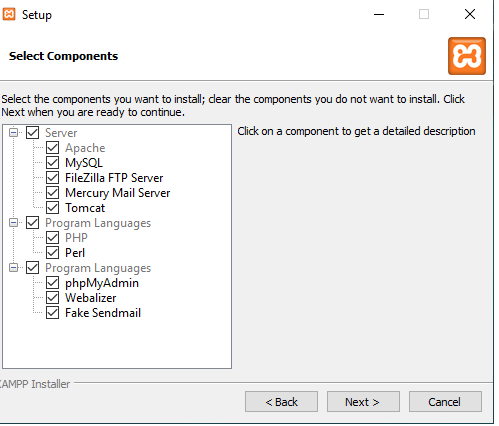 Setup
Select Components
Select the components you want to install; clear the components you do not want to install. Click
Next when you are ready to continue.
Server
Apache
MySQL
FileZilla FTP Server
Mercury Mail Server
Tomcat
Program Languages
PHP
Perl
Program Languages
phpMyAdmin
Webalizer
Fake Sendmail
Click on a component to get a detailed description
XAMPP Installer
< Back
Next >
Cancel